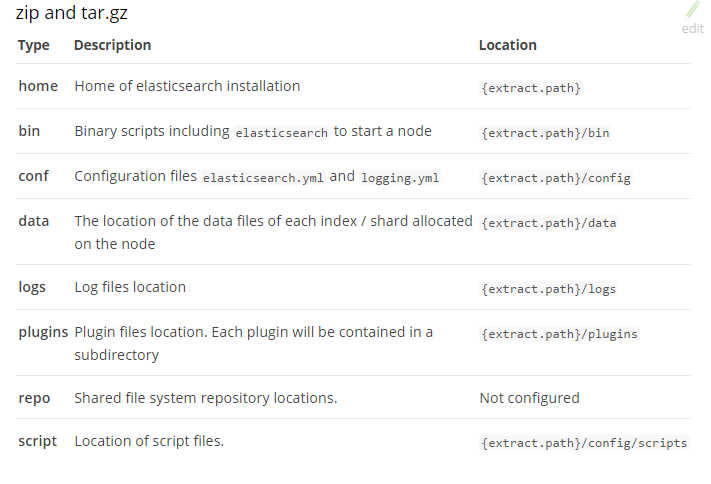 zip and tar.gz
edit
Type Description Location
home Home of elasticsearch installation {extract.path}
bin Binary scripts including elasticsearch to start a node {extract.path}/bin
conf Configuration files elasticsearch.yml and logging.yml {extract.path}/config
data The location of the data files of each index / shard allocated {extract.path}/data
on the node
logs Log files location {extract.path}/logs
plugins Plugin files location. Each plugin will be contained in a {extract.path}/plugins
subdirectory
repo Shared file system repository locations. Not configured
script Location of script files. {extract.path}/config/scripts